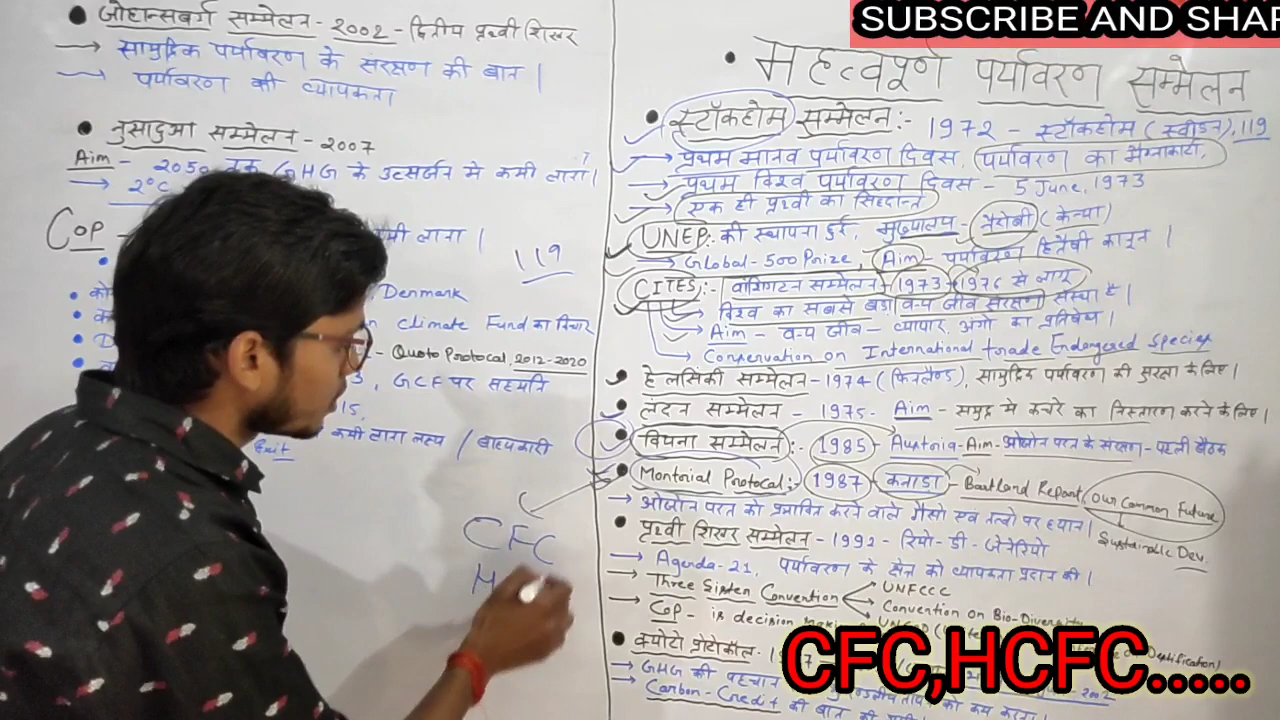 SUBSCRIBE AND SHAR
जोहान्सबर्ग सम्मेलन - 2002 - द्वितीय पृथ्वी शिखर
→ सामुद्रिक पर्यावरण के संरक्षण की बात |
→ पर्यावरण की व्यापकता
नुसादुआ सम्मेलन - 2007
Aim - 2050 तक GHG के उत्सर्जन मे कमी लाना |
→ 2°C
COP - लाना |
119
Denmark
Climate Fund का विचार
- Quoto Protocal, 2012-2020
, GCF पर सहमति
15,
कमी लाना लक्ष्य / बाध्यकारी
Exit
CFC
H
महत्वपूर्ण पर्यावरण सम्मेलन
स्टॉकहोम सम्मेलन :- 1972 - स्टॉकहोम (स्वीडन), 119
→ प्रथम मानव पर्यावरण दिवस, पर्यावरण का मैग्नाकार्टा,
→ प्रथम विश्व पर्यावरण दिवस - 5 June, 1973
→ एक ही पृथ्वी का सिद्दान्त
UNEP:- की स्थापना हुई, मुख्यालय - नैरोबी (केन्या)
→ Global-500 Prize, Aim - पर्यावरण हितैषी कानून |
CITES:- वाशिंगटन सम्मेलन - 1973 - 1976 से लागू
→ विश्व का सबसे बडा वन्य जीव संरक्षण संस्था है |
→ Aim - वन्य जीव - व्यापार, अंगो का प्रतिबंध |
→ Conservation on International trade Endangered Species
हेलसिंकी सम्मेलन - 1974 (फिनलैण्ड), सामुद्रिक पर्यावरण की सुरक्षा के लिए |
लंदन सम्मेलन - 1975 - Aim - समुद्र मे कचरे का निस्तारण करने के लिए |
वियना सम्मेलन :- 1985 - Austria - Aim - ओजोन परत के संरक्षण - पहली बैठक
Montorial Protocal :- 1987 - कनाडा - Bartland Report, Our Common Future
→ ओजोन परत को प्रभावित करने वाले गैसो एवं तत्वो पर ध्यान |
Sustainable Dev.
पृथ्वी शिखर सम्मेलन - 1992 - रियो - डी - जेनेरियो
→ Agenda-21, पर्यावरण के क्षेत्र को व्यापकता प्रदान की |
→ Three Sister Convention
UNFCCC
Convention on Bio-Diversity
→ COP - is decision
क्योटो प्रोटोकॉल -
→ GHG की पहचान
→ Carbon-Credit की बात की
CFC,HCFC.....